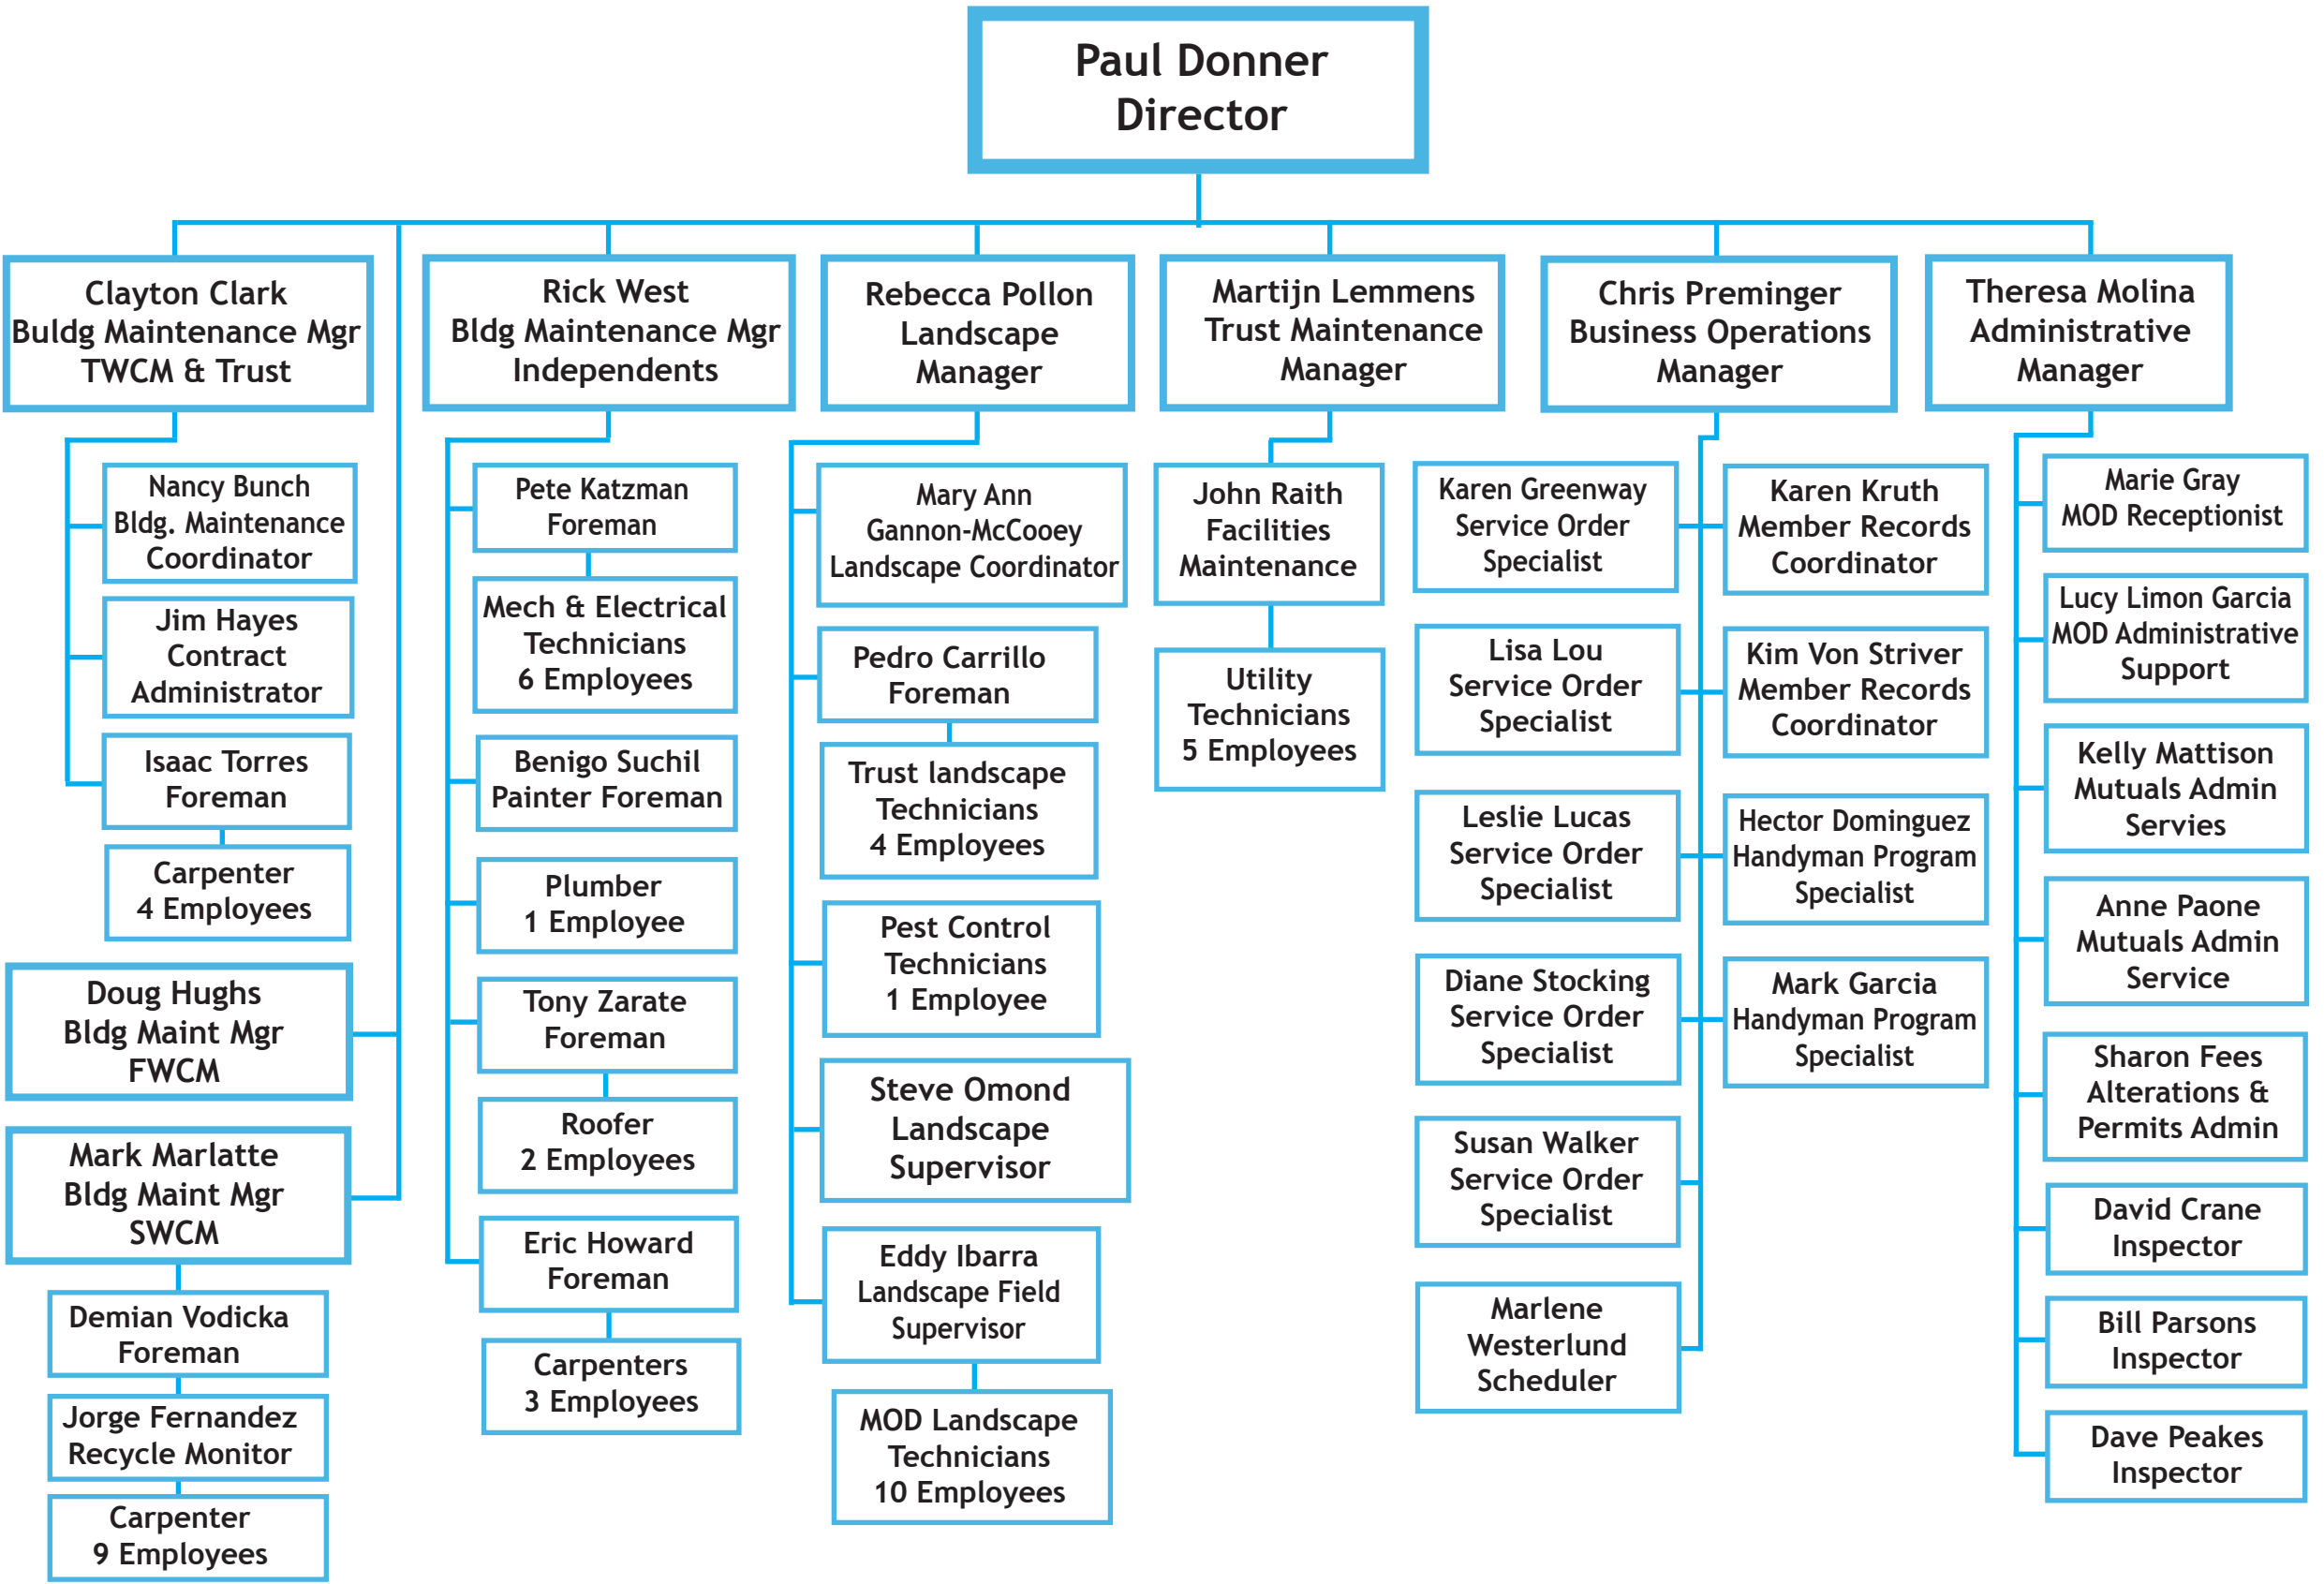 Paul Donner
Director
Clayton Clark
Buldg Maintenance Mgr
TWCM & Trust
Nancy Bunch
Bldg. Maintenance
Coordinator
Jim Hayes
Contract
Administrator
Isaac Torres
Foreman
Carpenter
4 Employees
Doug Hughs
Bldg Maint Mgr
FWCM
Mark Marlatte
Bldg Maint Mgr
SWCM
Demian Vodicka
Foreman
Jorge Fernandez
Recycle Monitor
Carpenter
9 Employees
Rick West
Bldg Maintenance Mgr
Independents
Pete Katzman
Foreman
Mech & Electrical
Technicians
6 Employees
Benigo Suchil
Painter Foreman
Plumber
1 Employee
Tony Zarate
Foreman
Roofer
2 Employees
Eric Howard
Foreman
Carpenters
3 Employees
Rebecca Pollon
Landscape
Manager
Mary Ann
Gannon-McCooey
Landscape Coordinator
Pedro Carrillo
Foreman
Trust landscape
Technicians
4 Employees
Pest Control
Technicians
1 Employee
Steve Omond
Landscape
Supervisor
Eddy Ibarra
Landscape Field
Supervisor
MOD Landscape
Technicians
10 Employees
Martijn Lemmens
Trust Maintenance
Manager
John Raith
Facilities
Maintenance
Utility
Technicians
5 Employees
Chris Preminger
Business Operations
Manager
Karen Greenway
Service Order
Specialist
Lisa Lou
Service Order
Specialist
Leslie Lucas
Service Order
Specialist
Diane Stocking
Service Order
Specialist
Susan Walker
Service Order
Specialist
Marlene
Westerlund
Scheduler
Karen Kruth
Member Records
Coordinator
Kim Von Striver
Member Records
Coordinator
Hector Dominguez
Handyman Program
Specialist
Mark Garcia
Handyman Program
Specialist
Theresa Molina
Administrative
Manager
Marie Gray
MOD Receptionist
Lucy Limon Garcia
MOD Administrative
Support
Kelly Mattison
Mutuals Admin
Servies
Anne Paone
Mutuals Admin
Service
Sharon Fees
Alterations &
Permits Admin
David Crane
Inspector
Bill Parsons
Inspector
Dave Peakes
Inspector